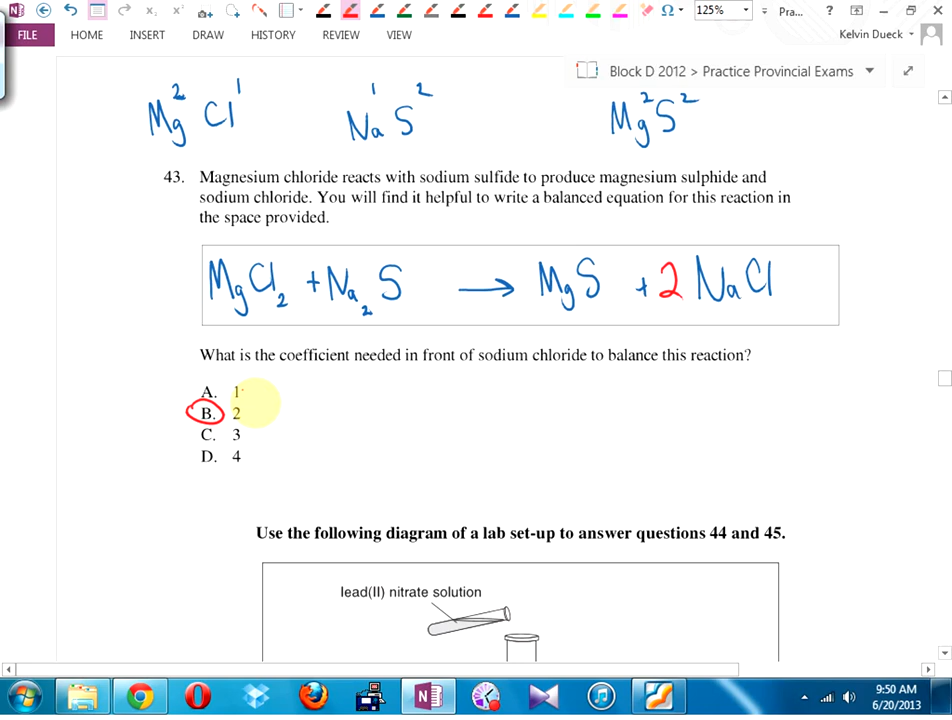 125%
Pra...
?
FILE HOME INSERT DRAW HISTORY REVIEW VIEW
Kelvin Dueck
Block D 2012 > Practice Provincial Exams
Mg² Cl¹ Na¹ S² Mg² S²
43. Magnesium chloride reacts with sodium sulfide to produce magnesium sulphide and
sodium chloride. You will find it helpful to write a balanced equation for this reaction in
the space provided.
MgCl₂ + Na₂S → MgS + 2 NaCl
What is the coefficient needed in front of sodium chloride to balance this reaction?
A. 1
B. 2
C. 3
D. 4
Use the following diagram of a lab set-up to answer questions 44 and 45.
lead(II) nitrate solution
9:50 AM
6/20/2013